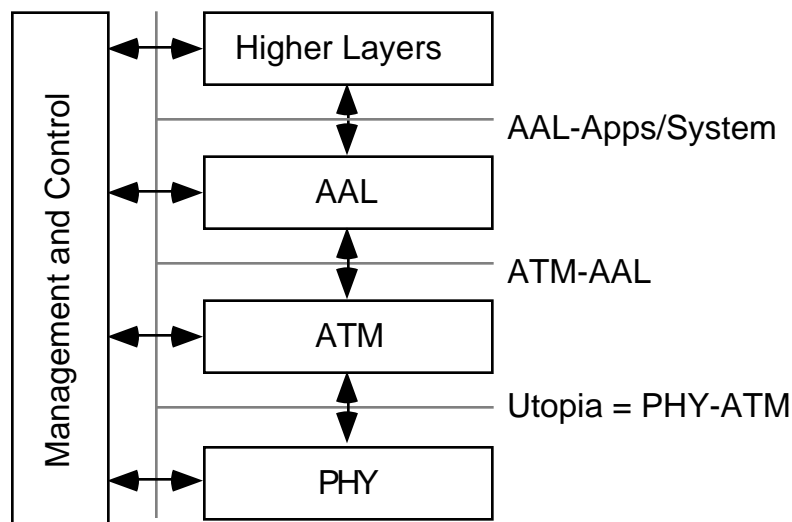 Management and Control
Higher Layers
AAL-Apps/System
AAL
ATM-AAL
ATM
Utopia = PHY-ATM
PHY